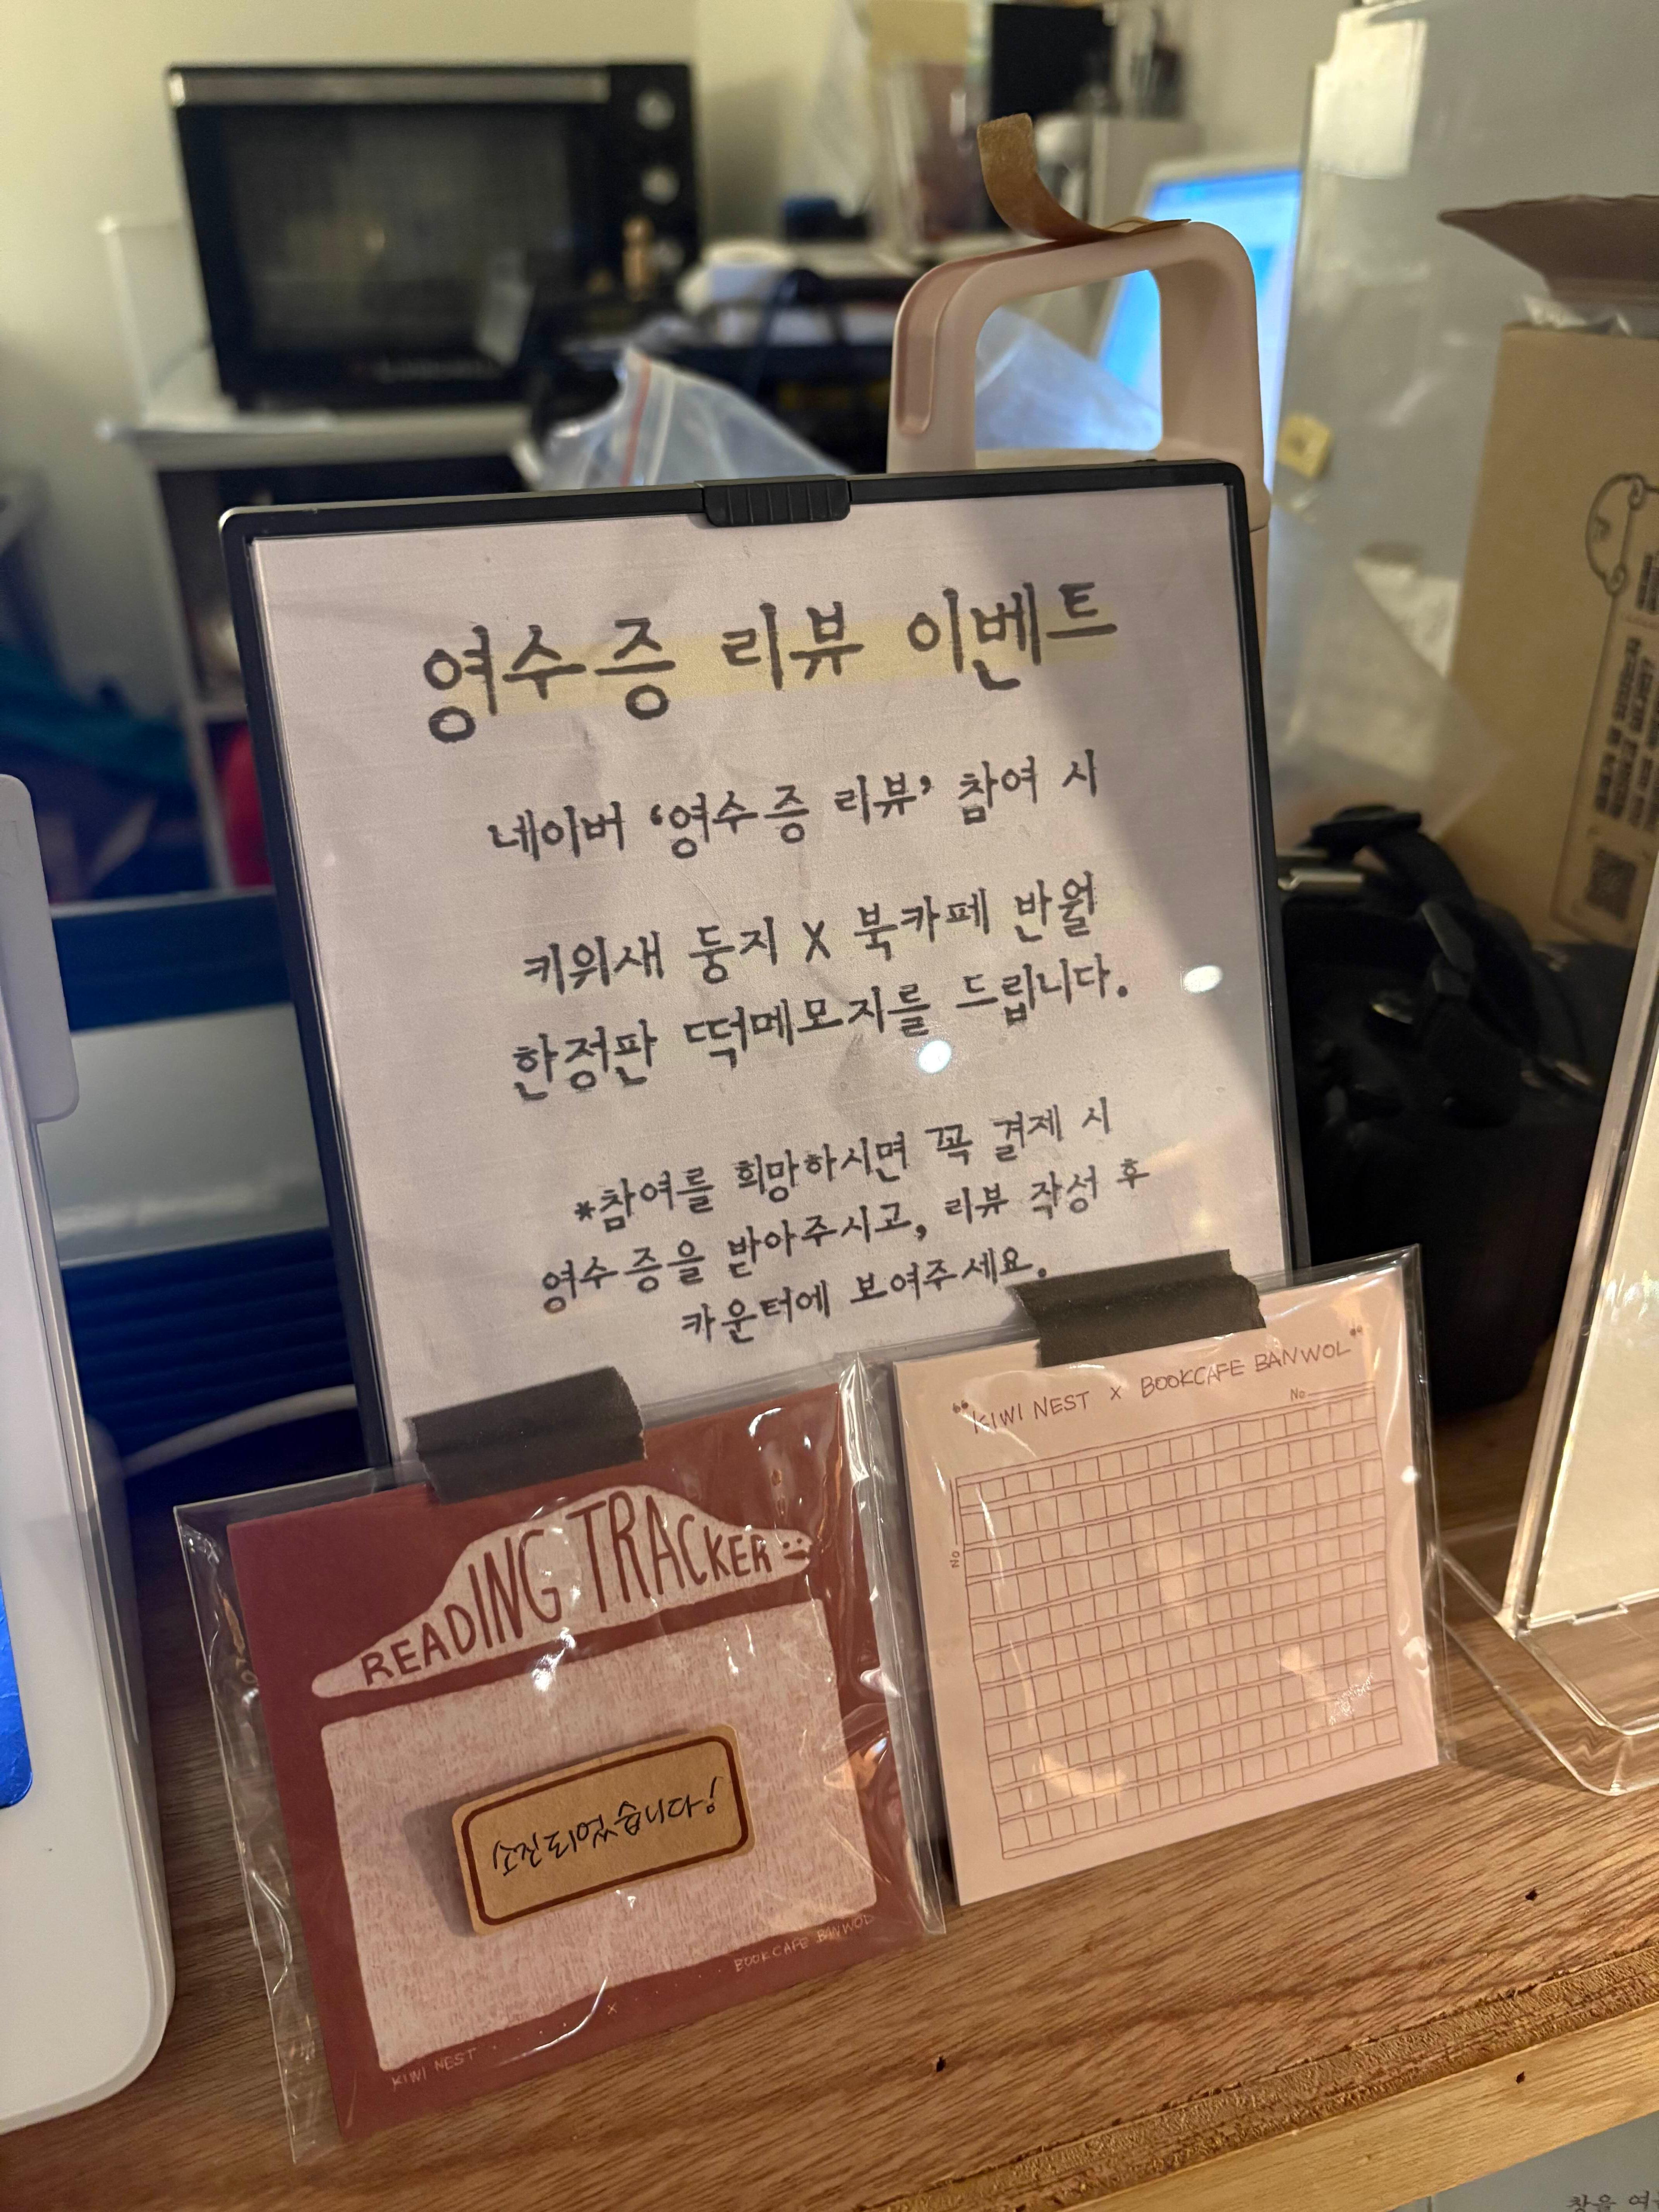 영수증 리뷰 이벤트
네이버 ‘영수증 리뷰’ 참여 시
키위새 둥지 X 북카페 반월
한정판 떡메모지를 드립니다.
*참여를 희망하시면 꼭 결제 시
영수증을 받아주시고, 리뷰 작성 후
카운터에 보여주세요.
READING TRACKER
소진되었습니다!
KIWI NEST x BOOKCAFE BANWOL
“KIWI NEST x BOOKCAFE BANWOL”
No
No